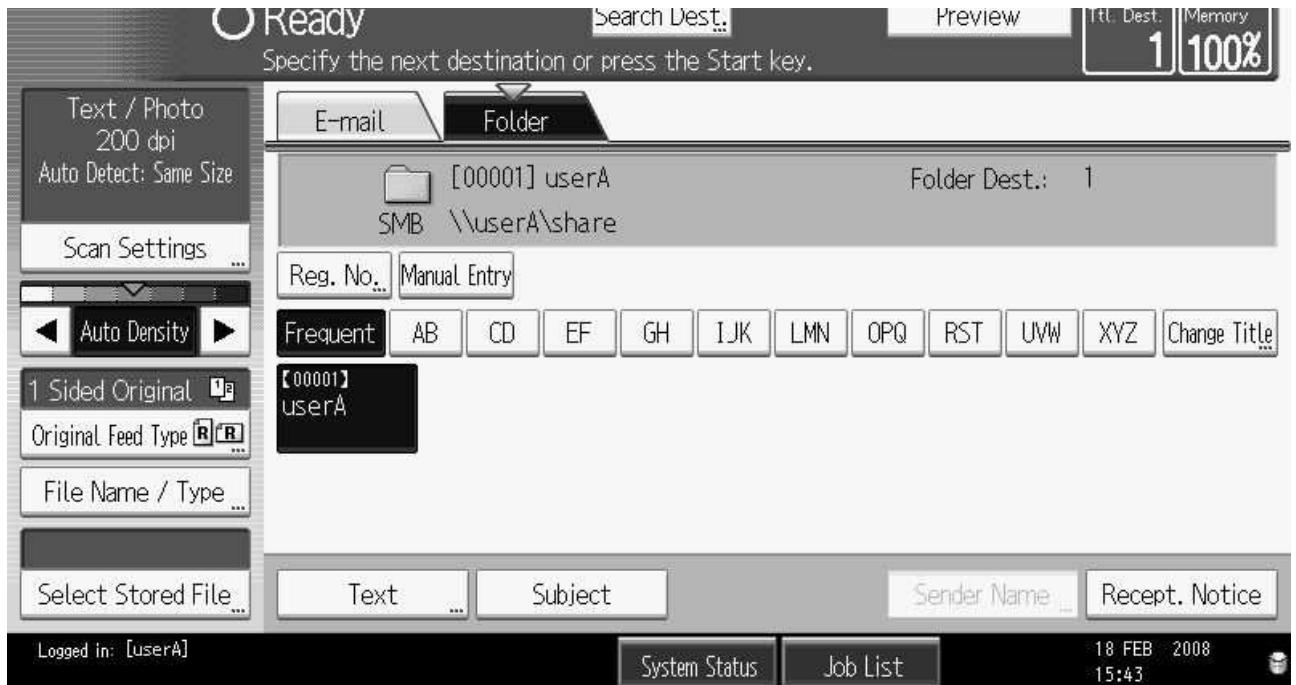 Ready
Search Dest.
Preview
Ttl. Dest.
1
Memory
100%
Specify the next destination or press the Start key.
Text / Photo
200 dpi
Auto Detect: Same Size
Scan Settings
Auto Density
1 Sided Original
Original Feed Type
File Name / Type
Select Stored File
E-mail
Folder
[00001] userA
Folder Dest.: 1
SMB \\userA\share
Reg. No.
Manual Entry
Frequent
AB
CD
EF
GH
IJK
LMN
OPQ
RST
UVW
XYZ
Change Title
【00001】
userA
Text
Subject
Sender Name
Recept. Notice
Logged in: [userA]
System Status
Job List
18 FEB 2008
15:43